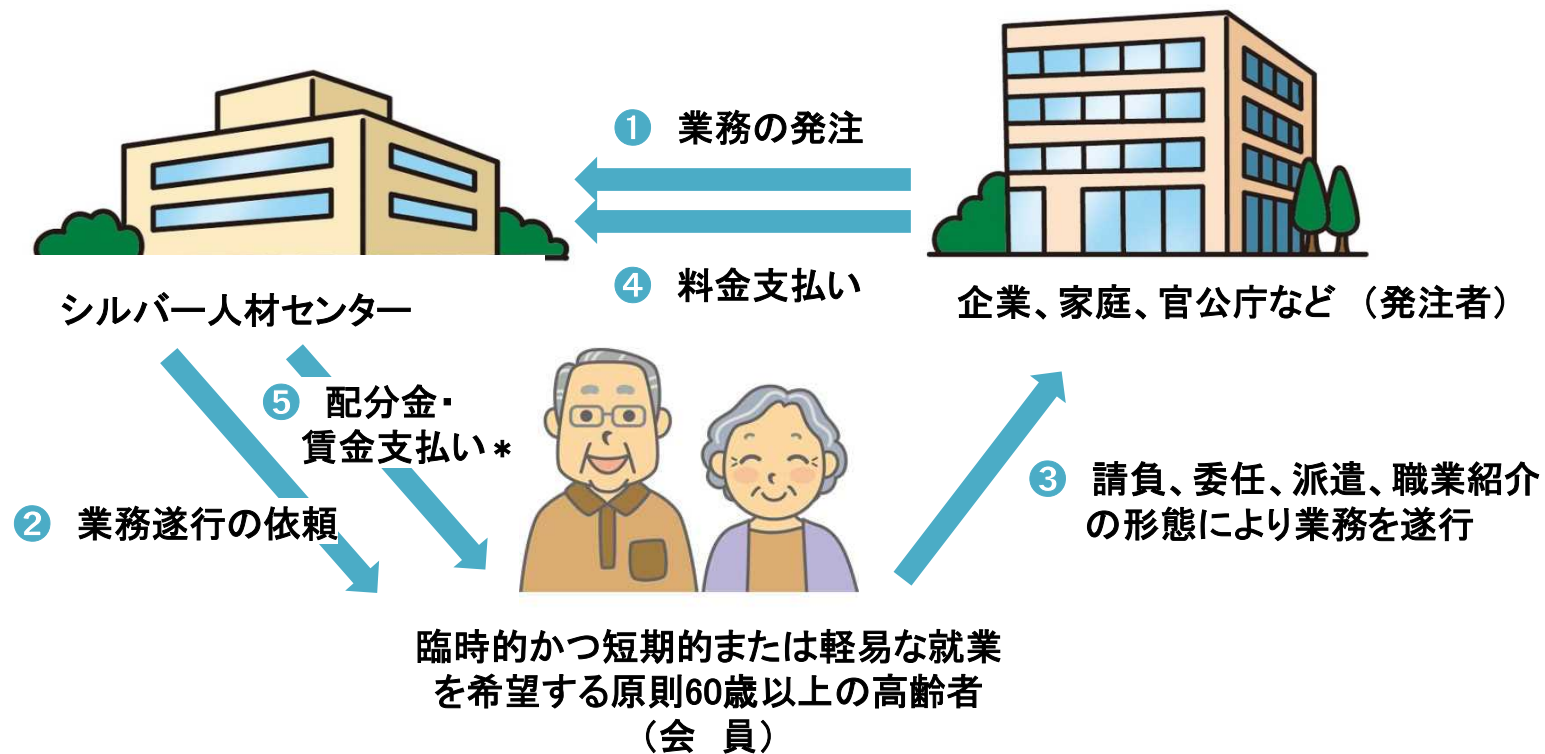 ❶ 業務の発注
❹ 料金支払い
シルバー人材センター
企業、家庭、官公庁など （発注者）
❺ 配分金・
賃金支払い＊
❷ 業務遂行の依頼
❸ 請負、委任、派遣、職業紹介
の形態により業務を遂行
臨時的かつ短期的または軽易な就業
を希望する原則60歳以上の高齢者
（会　員）